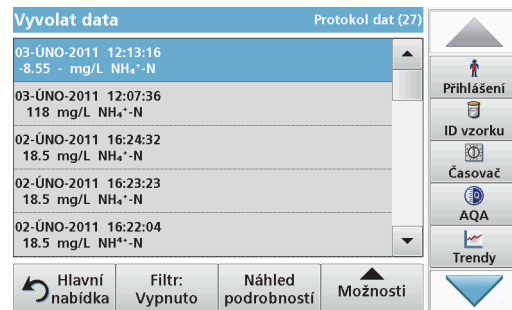 Vyvolat data
Protokol dat (27)
03-ÚNO-2011 12:13:16
-8.55 - mg/L NH₄⁺-N
03-ÚNO-2011 12:07:36
118 mg/L NH₄⁺-N
02-ÚNO-2011 16:24:32
18.5 mg/L NH₄⁺-N
02-ÚNO-2011 16:23:23
18.5 mg/L NH₄⁺-N
02-ÚNO-2011 16:22:04
18.5 mg/L NH⁴⁺-N
Hlavní
nabídka
Filtr:
Vypnuto
Náhled
podrobností
Možnosti
Přihlášení
ID vzorku
Časovač
AQA
Trendy